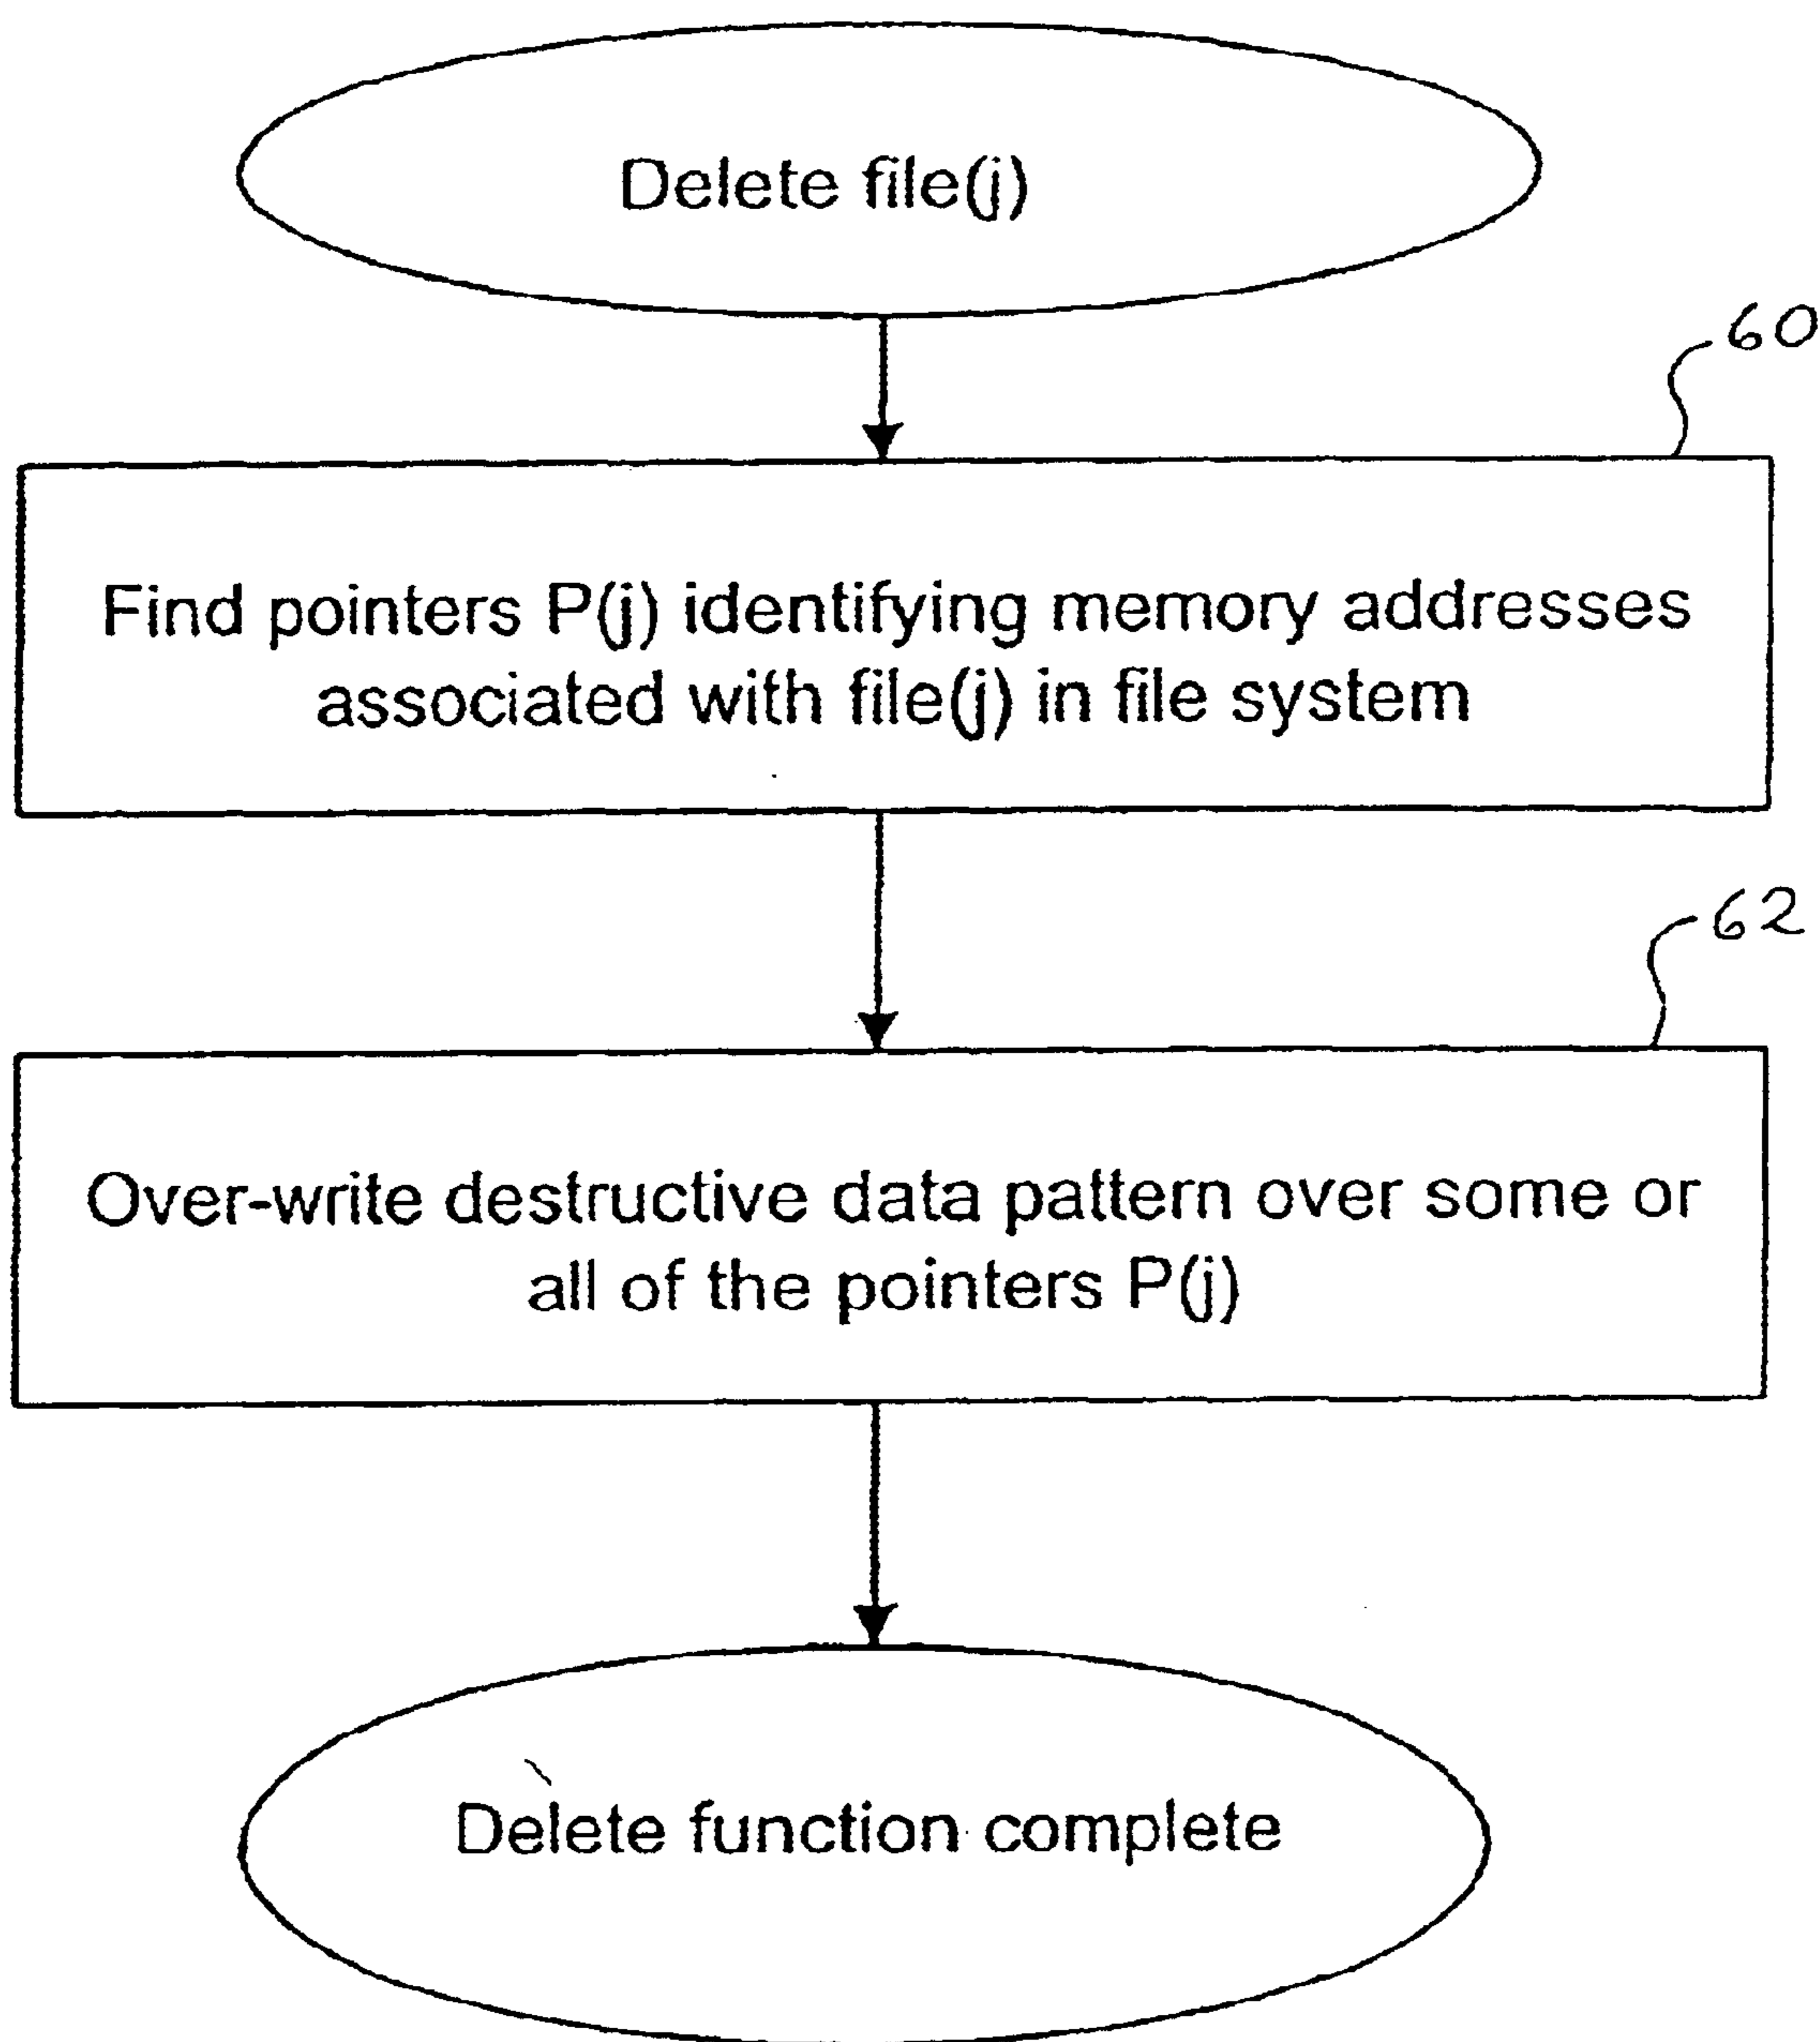 Delete file(j)
60
Find pointers P(j) identifying memory addresses
associated with file(j) in file system
62
Over-write destructive data pattern over some or
all of the pointers P(j)
Delete function complete